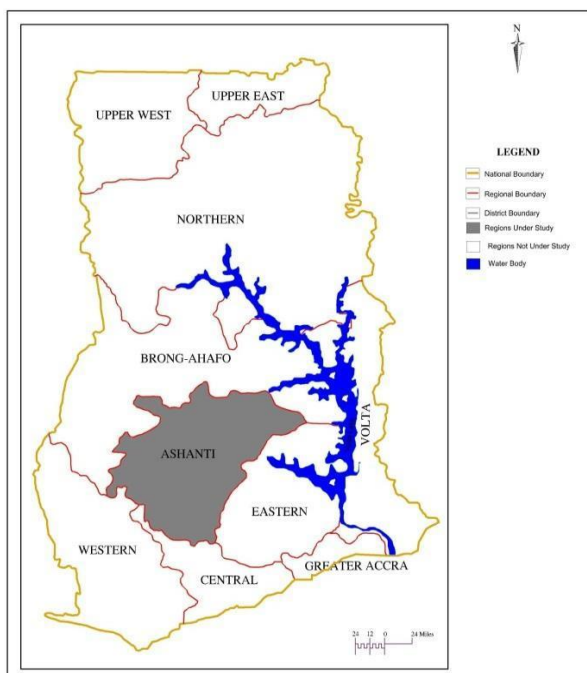 N
UPPER EAST
UPPER WEST
LEGEND
National Boundary
Regional Boundary
District Boundary
Regions Under Study
Regions Not Under Study
Water Body
NORTHERN
BRONG-AHAFO
VOLTA
ASHANTI
EASTERN
WESTERN
CENTRAL
GREATER ACCRA
24 12 0 24 Miles